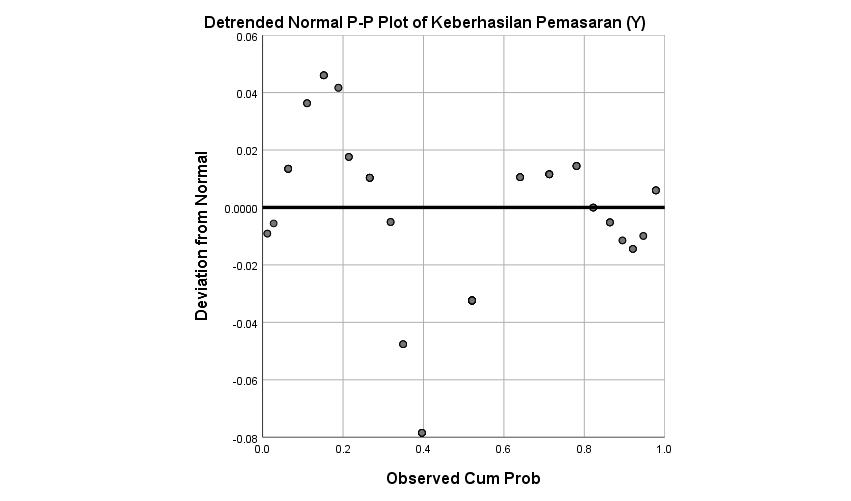 Detrended Normal P-P Plot of Keberhasilan Pemasaran (Y)
0.06
0.04
0.02
0.0000
-0.02
-0.04
-0.06
-0.08
Deviation from Normal
0.0 0.2 0.4 0.6 0.8 1.0
Observed Cum Prob